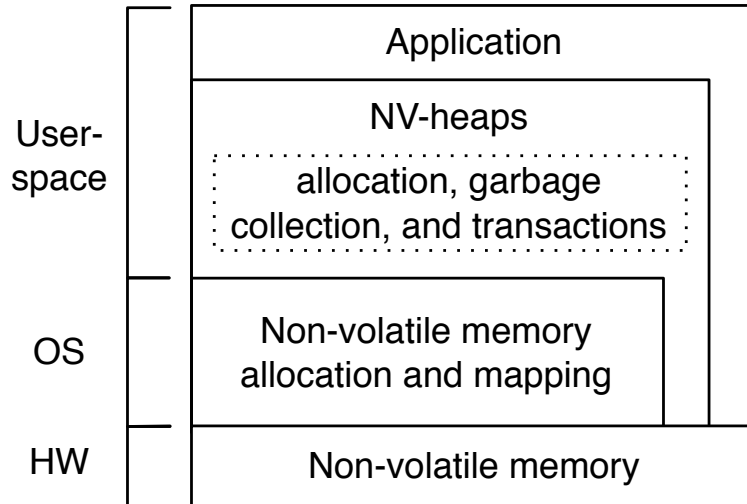 Application
NV-heaps
User-
space
allocation, garbage
collection, and transactions
OS
Non-volatile memory
allocation and mapping
HW
Non-volatile memory